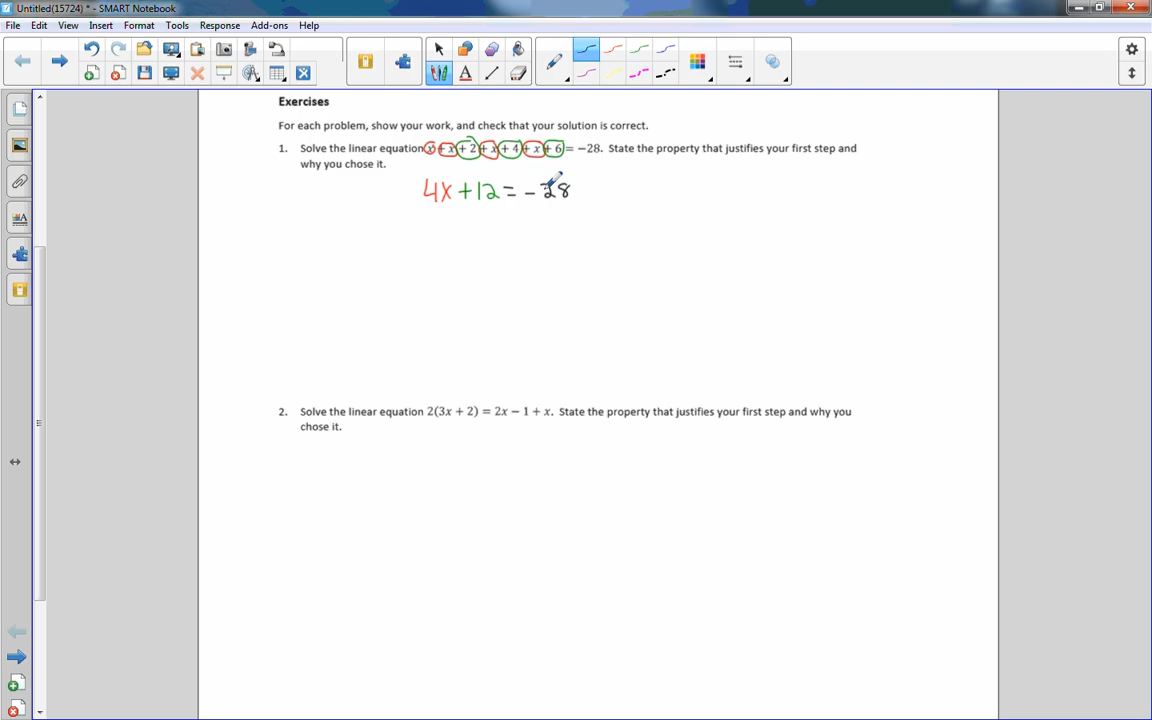 Untitled(15724) * - SMART Notebook
File Edit View Insert Format Tools Response Add-ons Help
Exercises
For each problem, show your work, and check that your solution is correct.
1. Solve the linear equation x + x + 2 + x + 4 + x + 6 = −28. State the property that justifies your first step and
why you chose it.
4x + 12 = - 28
2. Solve the linear equation 2(3x + 2) = 2x − 1 + x. State the property that justifies your first step and why you
chose it.